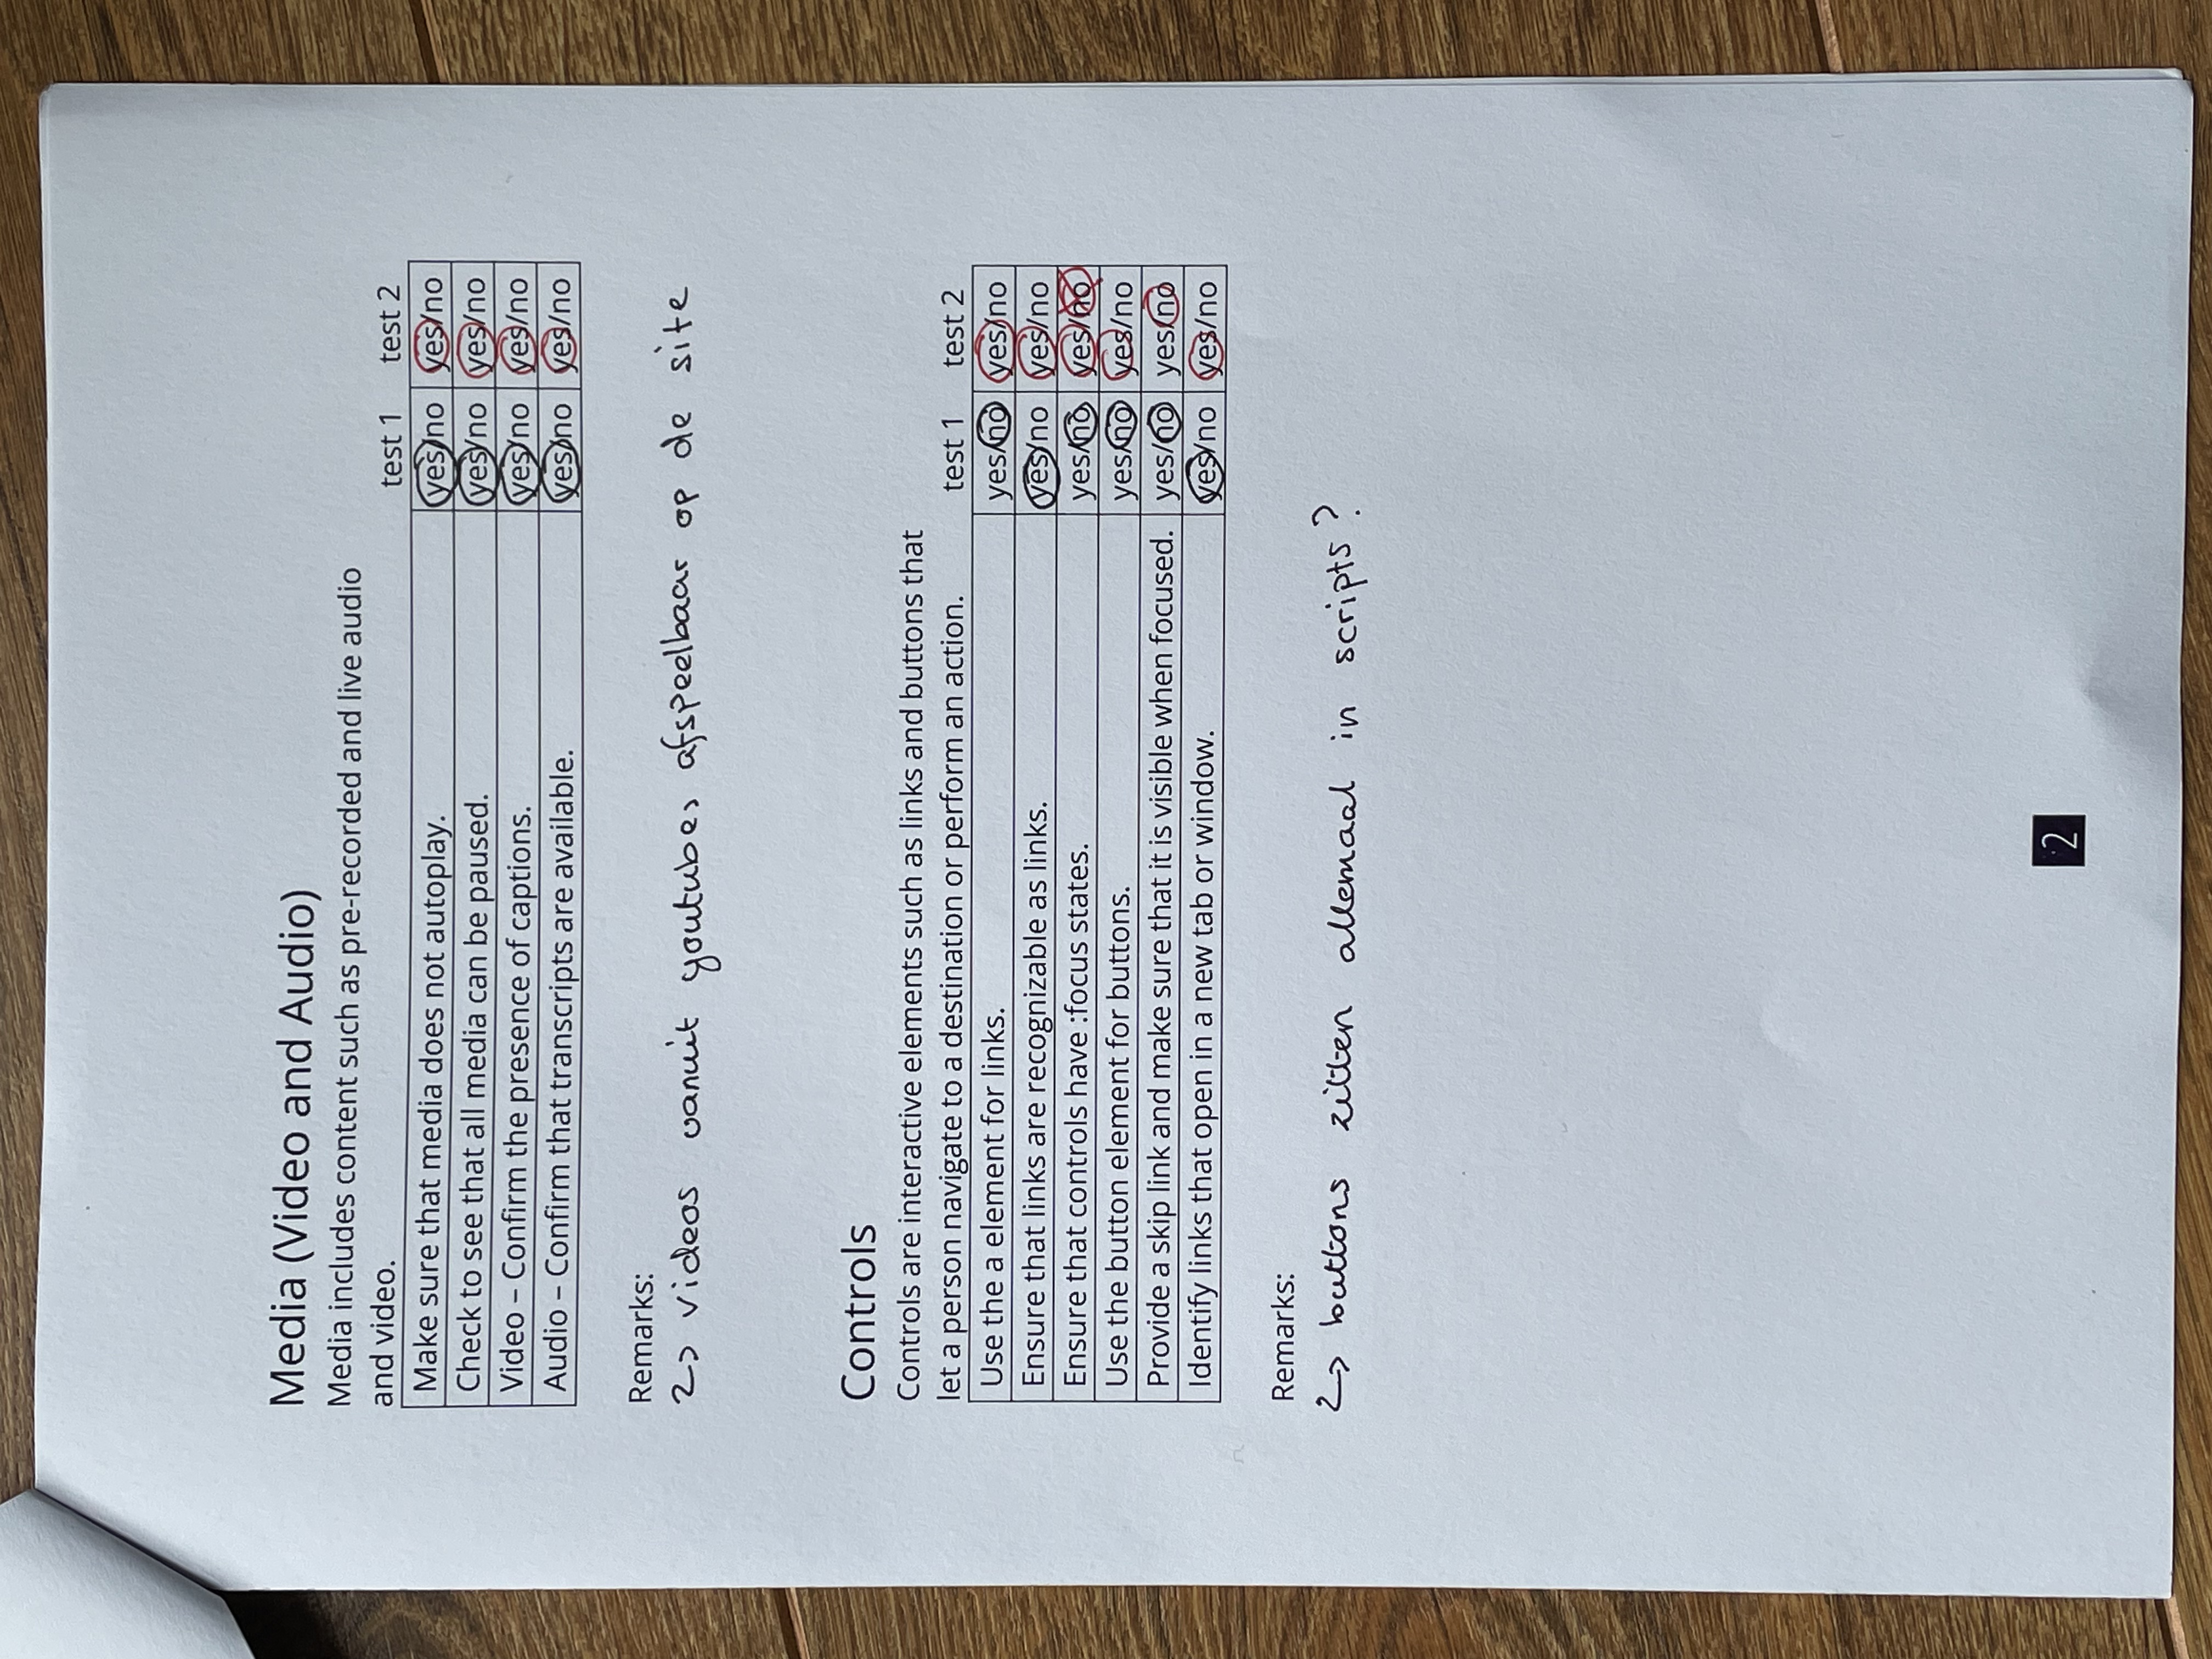 Media (Video and Audio)
Media includes content such as pre-recorded and live audio
and video. test 1 test 2
Make sure that media does not autoplay. yes/no yes/no
Check to see that all media can be paused. yes/no yes/no
Video – Confirm the presence of captions. yes/no yes/no
Audio – Confirm that transcripts are available. yes/no yes/no
Remarks:
2> videos vanuit youtube, afspeelbaar op de site
Controls
Controls are interactive elements such as links and buttons that
let a person navigate to a destination or perform an action. test 1 test 2
Use the a element for links. yes/no yes/no
Ensure that links are recognizable as links. yes/no yes/no
Ensure that controls have :focus states. yes/no yes/no
Use the button element for buttons. yes/no yes/no
Provide a skip link and make sure that it is visible when focused. yes/no yes/no
Identify links that open in a new tab or window. yes/no yes/no
Remarks:
2> buttons zitten allemaal in scripts?
2